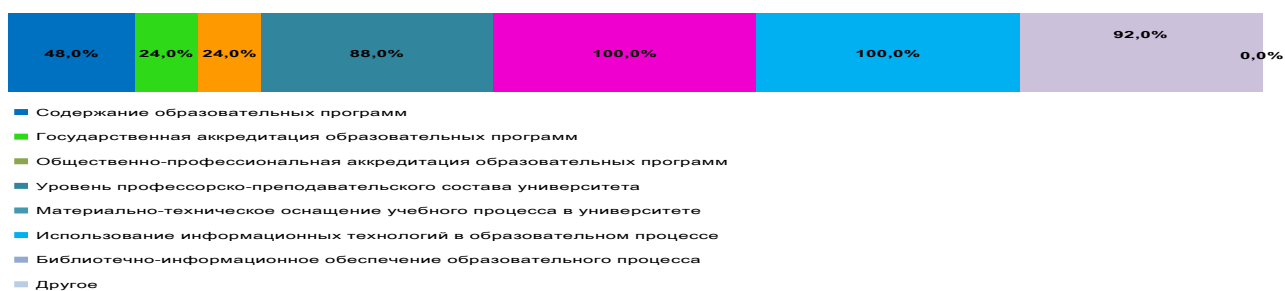 48,0% 24,0% 24,0% 88,0% 100,0% 100,0% 92,0% 0,0%
Содержание образовательных программ
Государственная аккредитация образовательных программ
Общественно-профессиональная аккредитация образовательных программ
Уровень профессорско-преподавательского состава университета
Материально-техническое оснащение учебного процесса в университете
Использование информационных технологий в образовательном процессе
Библиотечно-информационное обеспечение образовательного процесса
Другое